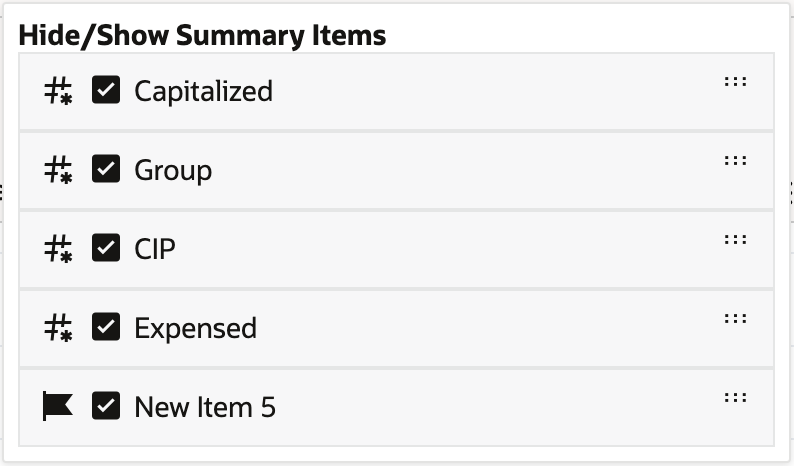 Hide/Show Summary Items
Capitalized
Group
CIP
Expensed
New Item 5